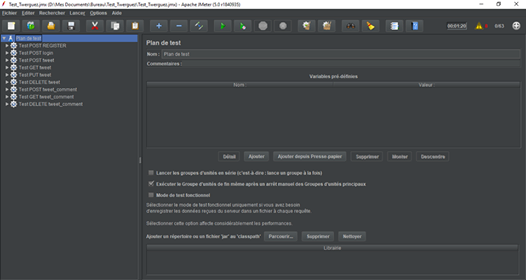 Test_Twerguez.jmx (D:\Mes Documents\Bureau\Test_Twerguez\Test_Twerguez.jmx) - Apache JMeter (5.0 r1840935)
Fichier Editer Rechercher Lancer Options Aide
00:01:26 0 0/63
Plan de test
Test POST REGISTER
Test POST login
Test POST tweet
Test GET tweet
Test PUT tweet
Test DELETE tweet
Test POST tweet_comment
Test GET tweet_comment
Test DELETE tweet_comment
Plan de test
Nom : Plan de test
Commentaires :
Variables pré-définies
Nom Valeur
Détail Ajouter Ajouter depuis Presse-papier Supprimer Monter Descendre
Lancer les groupes d'unités en série (c'est-à-dire : lance un groupe à la fois)
Exécuter le Groupe d'unités de fin même après un arrêt manuel des Groupes d'unités principaux
Mode de test fonctionnel
Sélectionner le mode de test fonctionnel uniquement si vous avez besoin
d'enregistrer les données reçues du serveur dans un fichier à chaque requête.
Sélectionner cette option affecte considérablement les performances.
Ajouter un répertoire ou un fichier 'jar' au 'classpath' Parcourir... Supprimer Nettoyer
Librairie